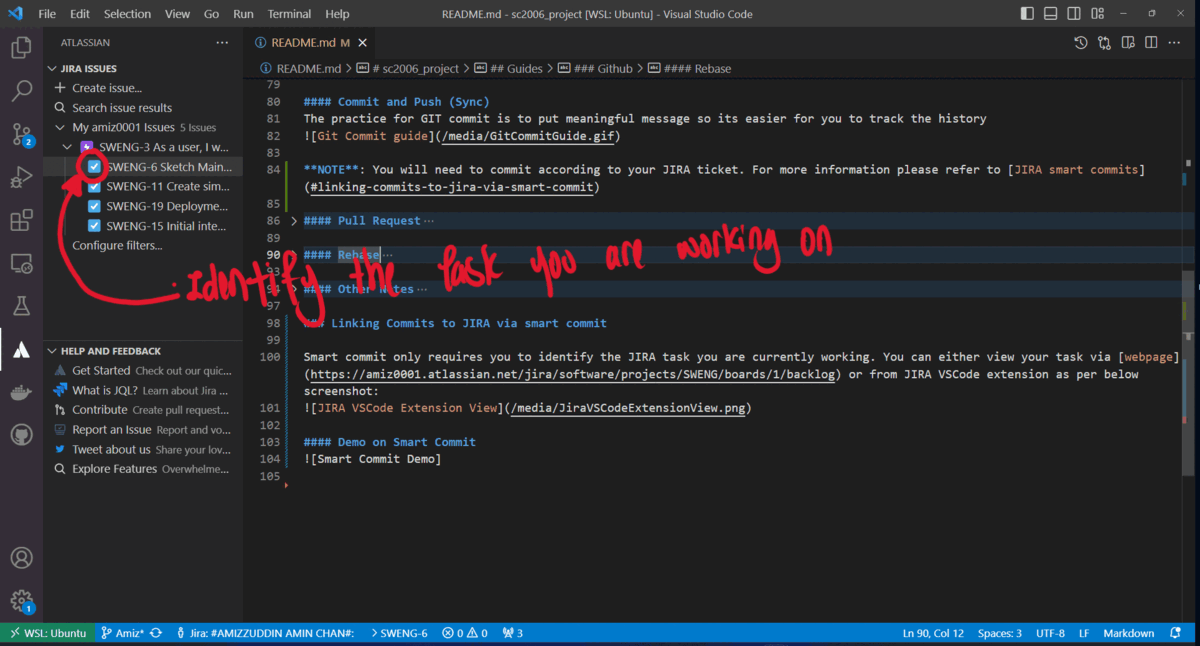 File Edit Selection View Go Run Terminal Help README.md - sc2006_project [WSL: Ubuntu] - Visual Studio Code
ATLASSIAN ...
JIRA ISSUES
Create issue...
Search issue results
My amiz0001 Issues 5 Issues
SWENG-3 As a user, I w...
SWENG-6 Sketch Main...
SWENG-11 Create sim...
SWENG-19 Deployme...
SWENG-15 Initial inte...
Configure filters...
HELP AND FEEDBACK
Get Started Check out our quic...
What is JQL? Learn about Jira ...
Contribute Create pull request...
Report an Issue Report and vo...
Tweet about us Share your lov...
Explore Features Overwhelme...
README.md M
README.md > # sc2006_project > ## Guides > ### Github > #### Rebase
79
80 #### Commit and Push (Sync)
81 The practice for GIT commit is to put meaningful message so its easier for you to track the history
82 ![Git Commit guide](/media/GitCommitGuide.gif)
83
84 **NOTE**: You will need to commit according to your JIRA ticket. For more information please refer to [JIRA smart commits]
(#linking-commits-to-jira-via-smart-commit)
85
86 > #### Pull Request ...
89
90 #### Rebase ...
93
94 #### Other Notes ...
97
identify the task you are working on
98 ### Linking Commits to JIRA via smart commit
99
100 Smart commit only requires you to identify the JIRA task you are currently working. You can either view your task via [webpage]
(https://amiz0001.atlassian.net/jira/software/projects/SWENG/boards/1/backlog) or from JIRA VSCode extension as per below
screenshot:
101 ![JIRA VSCode Extension View](/media/JiraVSCodeExtensionView.png)
102
103 #### Demo on Smart Commit
104 ![Smart Commit Demo]
105
2
1
WSL: Ubuntu Amiz* Jira: #AMIZZUDDIN AMIN CHAN#: > SWENG-6 0 0 3 Ln 90, Col 12 Spaces: 3 UTF-8 LF Markdown